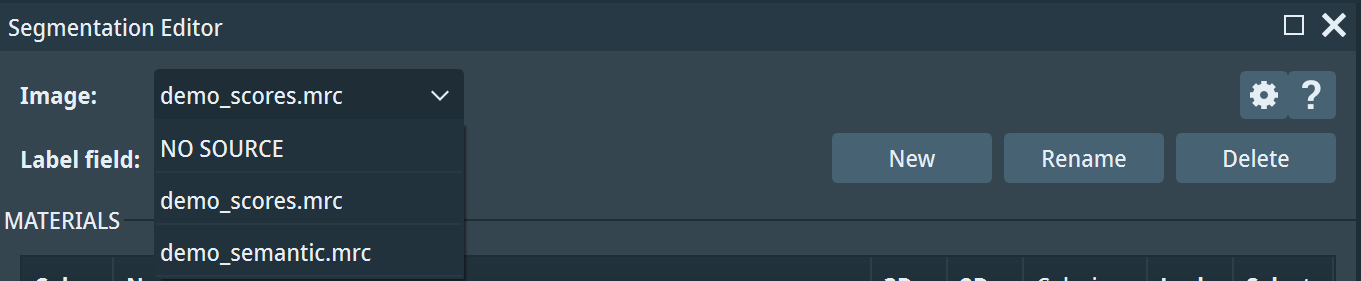 Segmentation Editor
Image: demo_scores.mrc ?
NO SOURCE
Label field: New Rename Delete
demo_scores.mrc
MATERIALS
demo_semantic.mrc